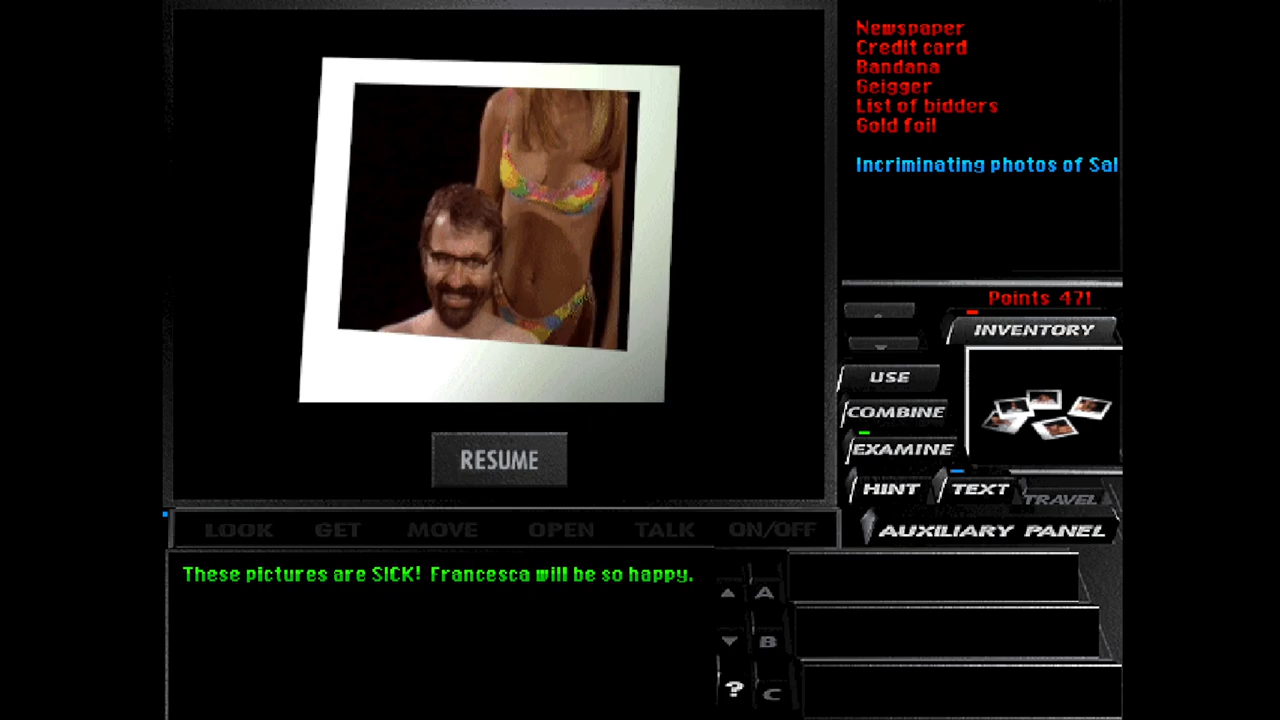 Newspaper
Credit card
Bandana
Geigger
List of bidders
Gold foil
Incriminating photos of Sal
Points 471
INVENTORY
USE
COMBINE
EXAMINE
HINT
TEXT
TRAVEL
AUXILIARY PANEL
RESUME
LOOK
GET
MOVE
OPEN
TALK
ON/OFF
These pictures are SICK! Francesca will be so happy.
A
B
?
C